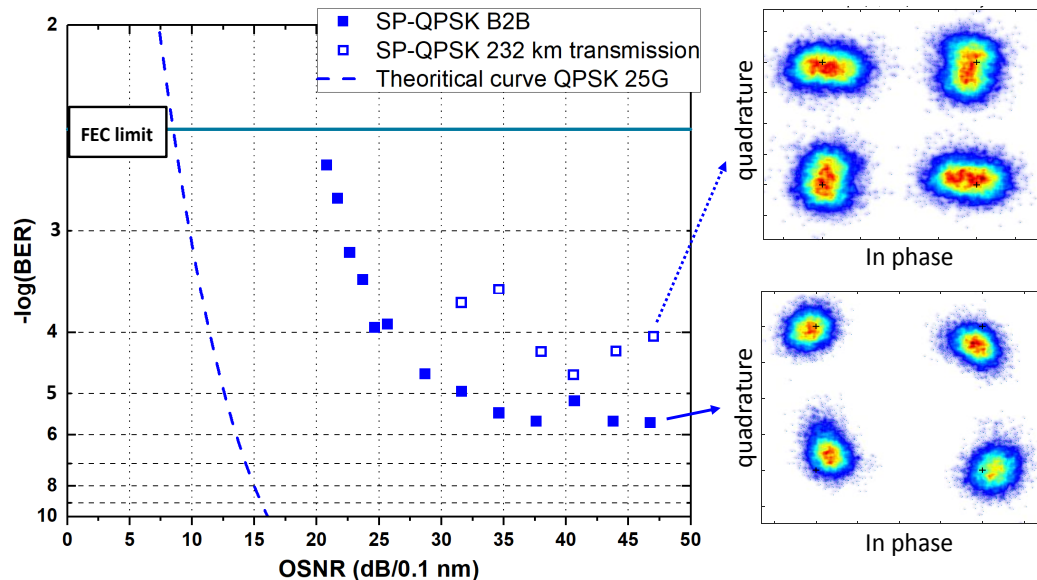 SP-QPSK B2B
SP-QPSK 232 km transmission
Theoritical curve QPSK 25G
FEC limit
-log(BER)
2
3
4
5
6
8
10
0 5 10 15 20 25 30 35 40 45 50
OSNR (dB/0.1 nm)
quadrature
In phase
quadrature
In phase